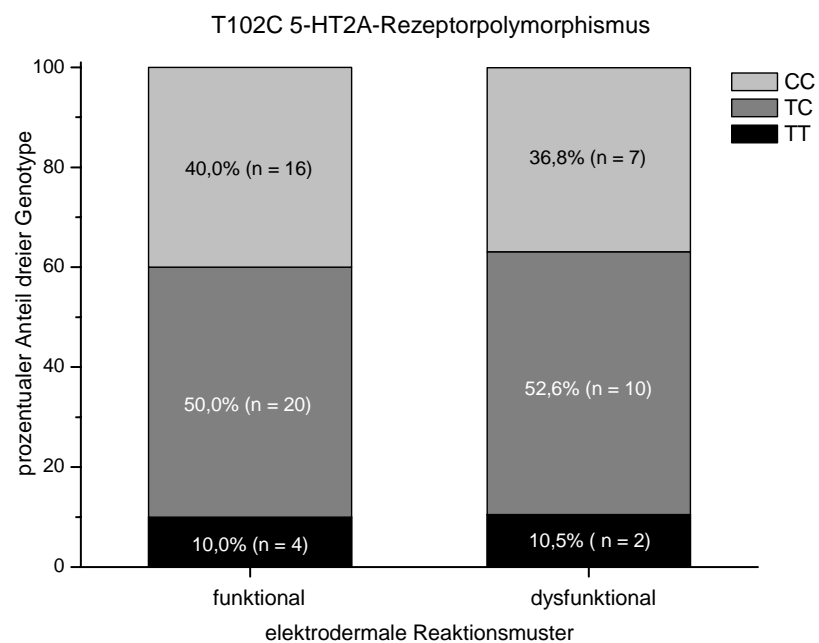 T102C 5-HT2A-Rezeptorpolymorphismus
CC
TC
TT
prozentualer Anteil dreier Genotype
100
80
60
40
20
0
40,0% (n = 16)
36,8% (n = 7)
50,0% (n = 20)
52,6% (n = 10)
10,0% (n = 4)
10,5% ( n = 2)
funktional
dysfunktional
elektrodermale Reaktionsmuster